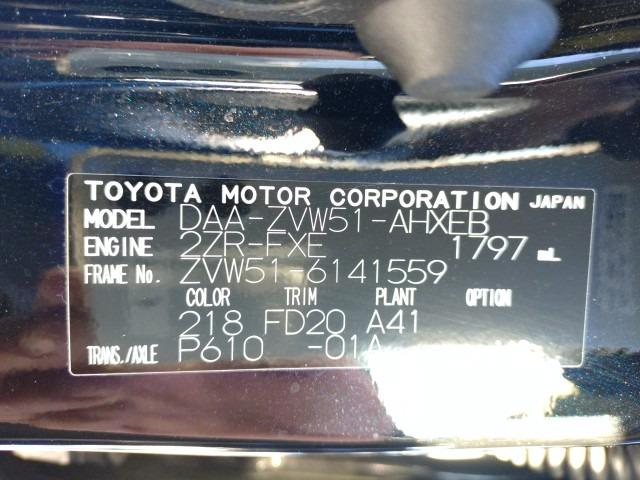 TOYOTA MOTOR CORPORATION JAPAN
MODEL DAA-ZVW51-AHXEB
ENGINE 2ZR-FXE 1797 mL
FRAME No. ZVW51-6141559
COLOR TRIM PLANT OPTION
218 FD20 A41
TRANS./AXLE P610 -01A